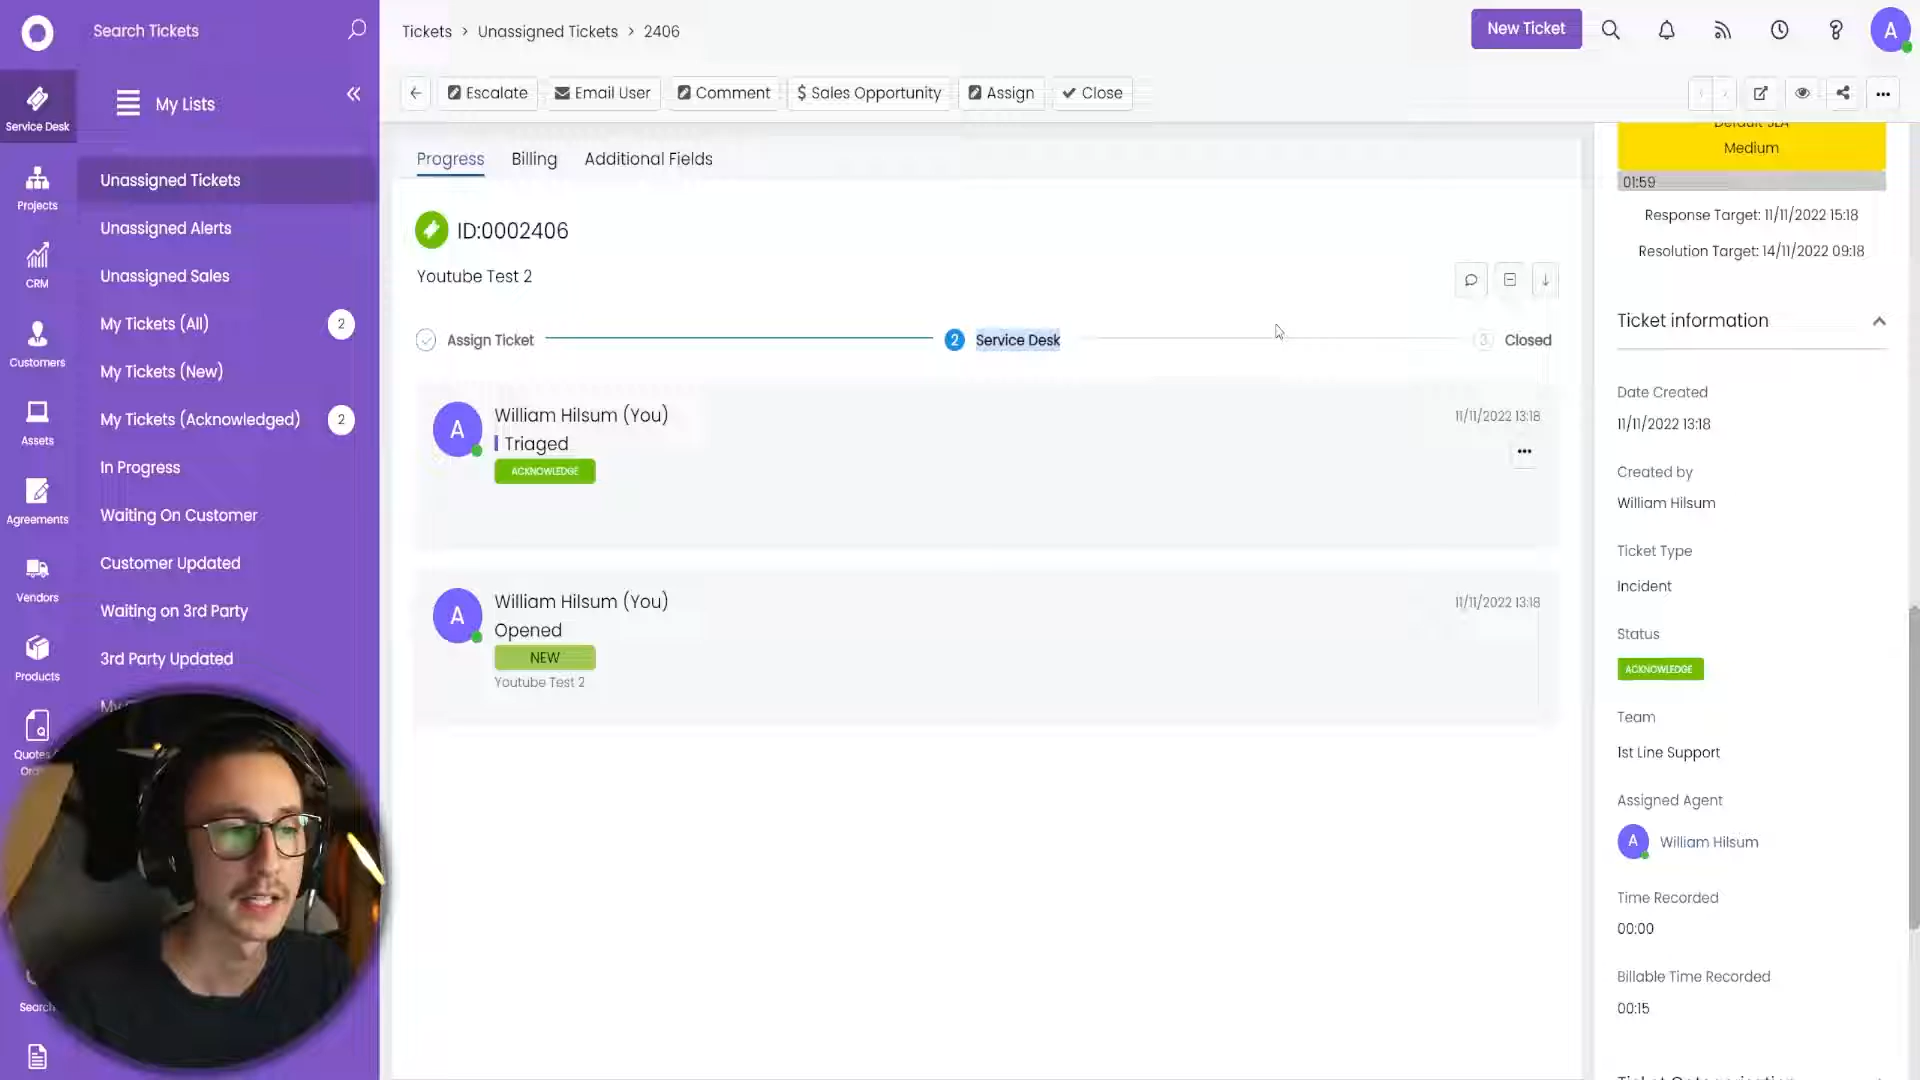 Search Tickets
Tickets > Unassigned Tickets > 2406
New Ticket
A
Service Desk
My Lists
Escalate
Email User
Comment
$ Sales Opportunity
Assign
Close
Projects
CRM
Customers
Assets
Agreements
Vendors
Products
Quotes
Search
Unassigned Tickets
Unassigned Alerts
Unassigned Sales
My Tickets (All) 2
My Tickets (New)
My Tickets (Acknowledged) 2
In Progress
Waiting On Customer
Customer Updated
Waiting on 3rd Party
3rd Party Updated
Progress Billing Additional Fields
ID:0002406
Youtube Test 2
Assign Ticket
2 Service Desk
3 Closed
A
William Hilsum (You)
11/11/2022 13:18
Triaged
ACKNOWLEDGE
A
William Hilsum (You)
11/11/2022 13:18
Opened
NEW
Youtube Test 2
Default SLA
Medium
01:59
Response Target: 11/11/2022 15:18
Resolution Target: 14/11/2022 09:18
Ticket information
Date Created
11/11/2022 13:18
Created by
William Hilsum
Ticket Type
Incident
Status
ACKNOWLEDGE
Team
1st Line Support
Assigned Agent
A William Hilsum
Time Recorded
00:00
Billable Time Recorded
00:15